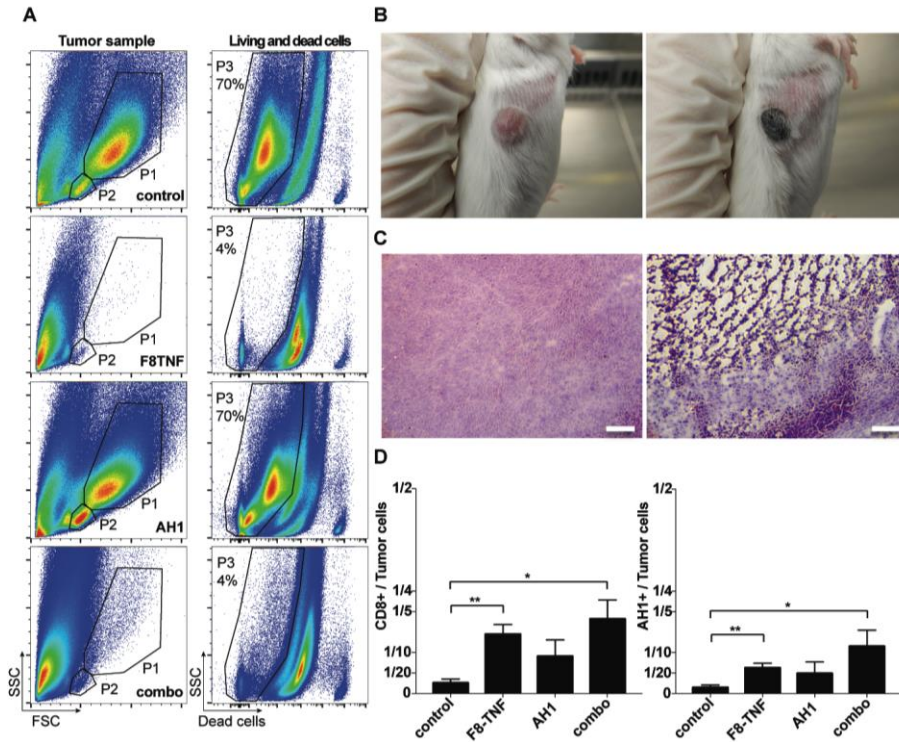 A
Tumor sample
Living and dead cells
P1
P2
control
P3
70%
P1
P2
F8TNF
P3
4%
P1
P2
AH1
P3
70%
P1
P2
combo
P3
4%
SSC
FSC
SSC
Dead cells
B
C
D
CD8+ / Tumor cells
1/2
1/4
1/5
1/10
1/20
0
**
*
control
F8-TNF
AH1
combo
AH1+ / Tumor cells
1/2
1/4
1/5
1/10
1/20
0
**
*
control
F8-TNF
AH1
combo